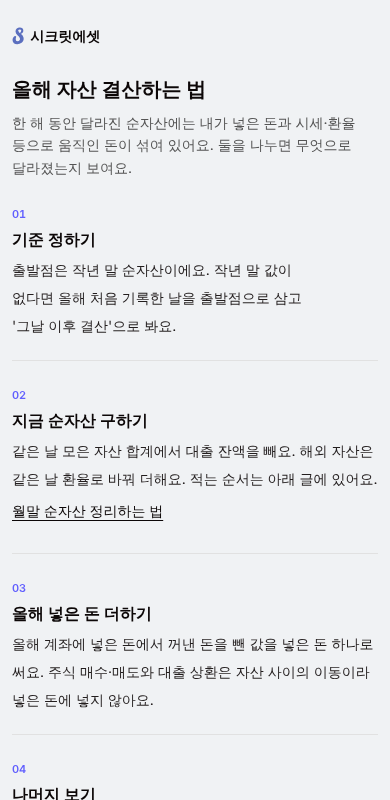 시크릿에셋
올해 자산 결산하는 법
한 해 동안 달라진 순자산에는 내가 넣은 돈과 시세·환율
등으로 움직인 돈이 섞여 있어요. 둘을 나누면 무엇으로
달라졌는지 보여요.
01
기준 정하기
출발점은 작년 말 순자산이에요. 작년 말 값이
없다면 올해 처음 기록한 날을 출발점으로 삼고
'그날 이후 결산'으로 봐요.
02
지금 순자산 구하기
같은 날 모은 자산 합계에서 대출 잔액을 빼요. 해외 자산은
같은 날 환율로 바꿔 더해요. 적는 순서는 아래 글에 있어요.
월말 순자산 정리하는 법
03
올해 넣은 돈 더하기
올해 계좌에 넣은 돈에서 꺼낸 돈을 뺀 값을 넣은 돈 하나로
써요. 주식 매수·매도와 대출 상환은 자산 사이의 이동이라
넣은 돈에 넣지 않아요.
04
나머지 보기